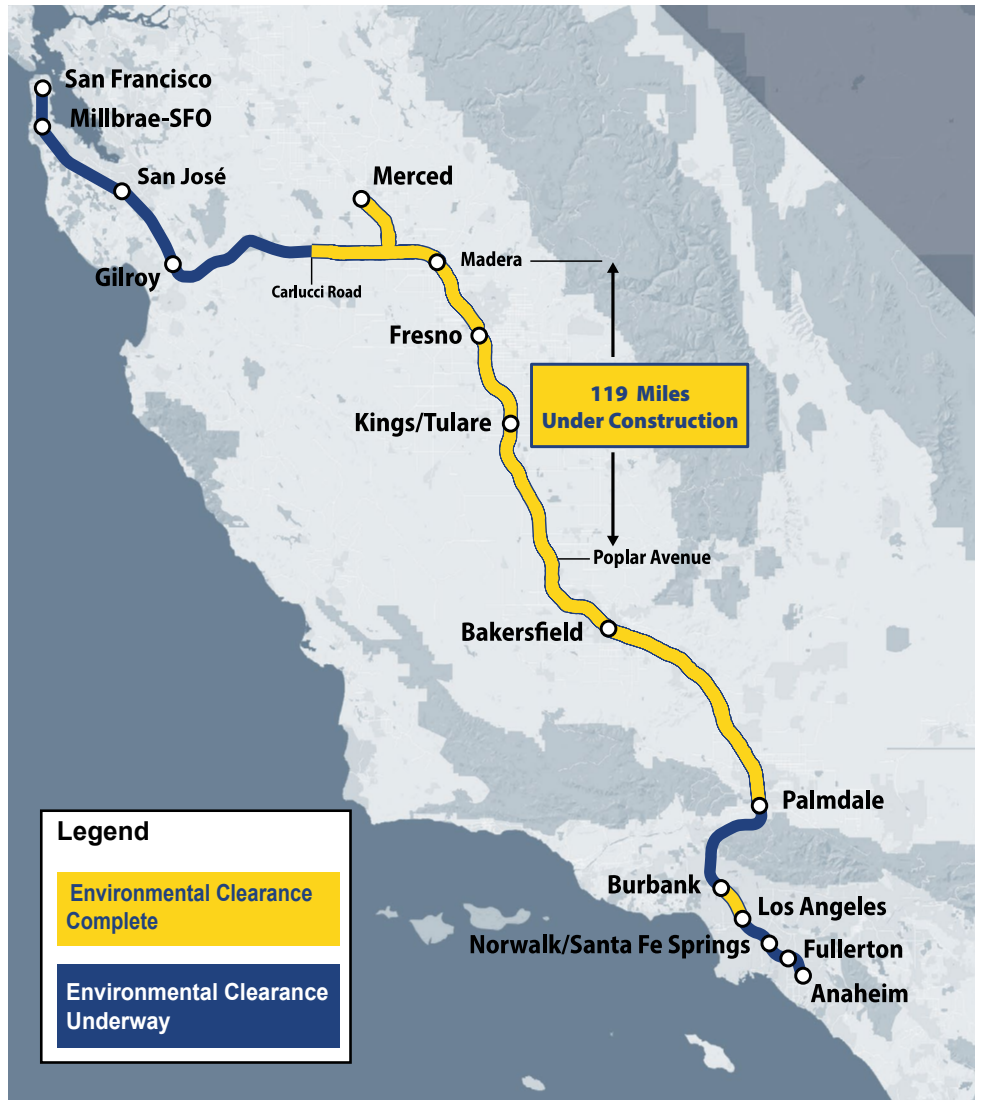 San Francisco
Millbrae-SFO
San José
Merced
Gilroy
Madera
Carlucci Road
Fresno
119 Miles
Under Construction
Kings/Tulare
Poplar Avenue
Bakersfield
Palmdale
Burbank
Los Angeles
Norwalk/Santa Fe Springs
Fullerton
Anaheim
Legend
Environmental Clearance
Complete
Environmental Clearance
Underway